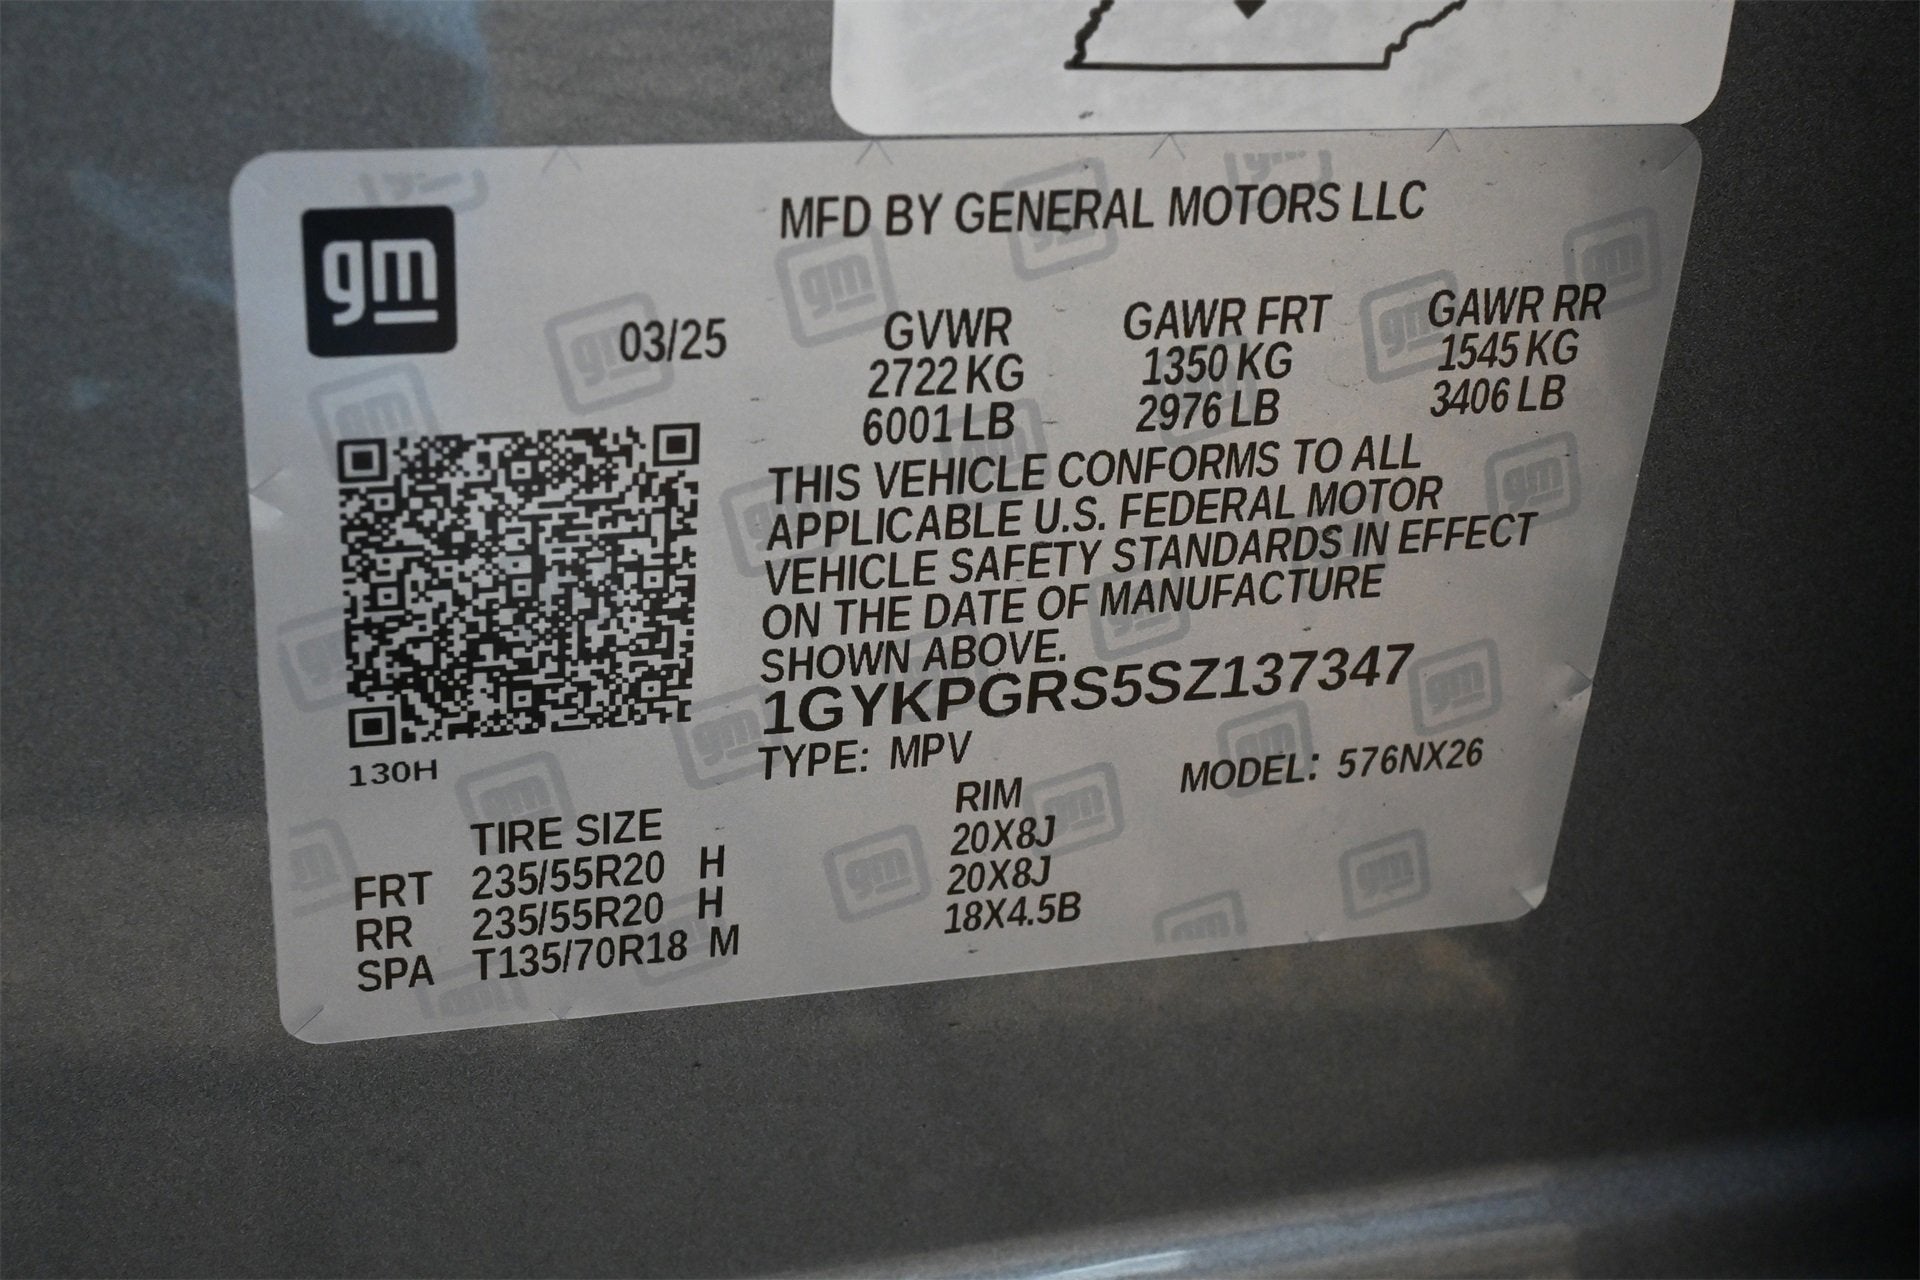 gm
MFD BY GENERAL MOTORS LLC
03/25
GVWR GAWR FRT GAWR RR
2722 KG 1350 KG 1545 KG
6001 LB 2976 LB 3406 LB
THIS VEHICLE CONFORMS TO ALL
APPLICABLE U.S. FEDERAL MOTOR
VEHICLE SAFETY STANDARDS IN EFFECT
ON THE DATE OF MANUFACTURE
SHOWN ABOVE.
1GYKPGRS5SZ137347
TYPE: MPV MODEL: 576NX26
130H
TIRE SIZE RIM
FRT 235/55R20 H 20X8J
RR 235/55R20 H 20X8J
SPA T135/70R18 M 18X4.5B